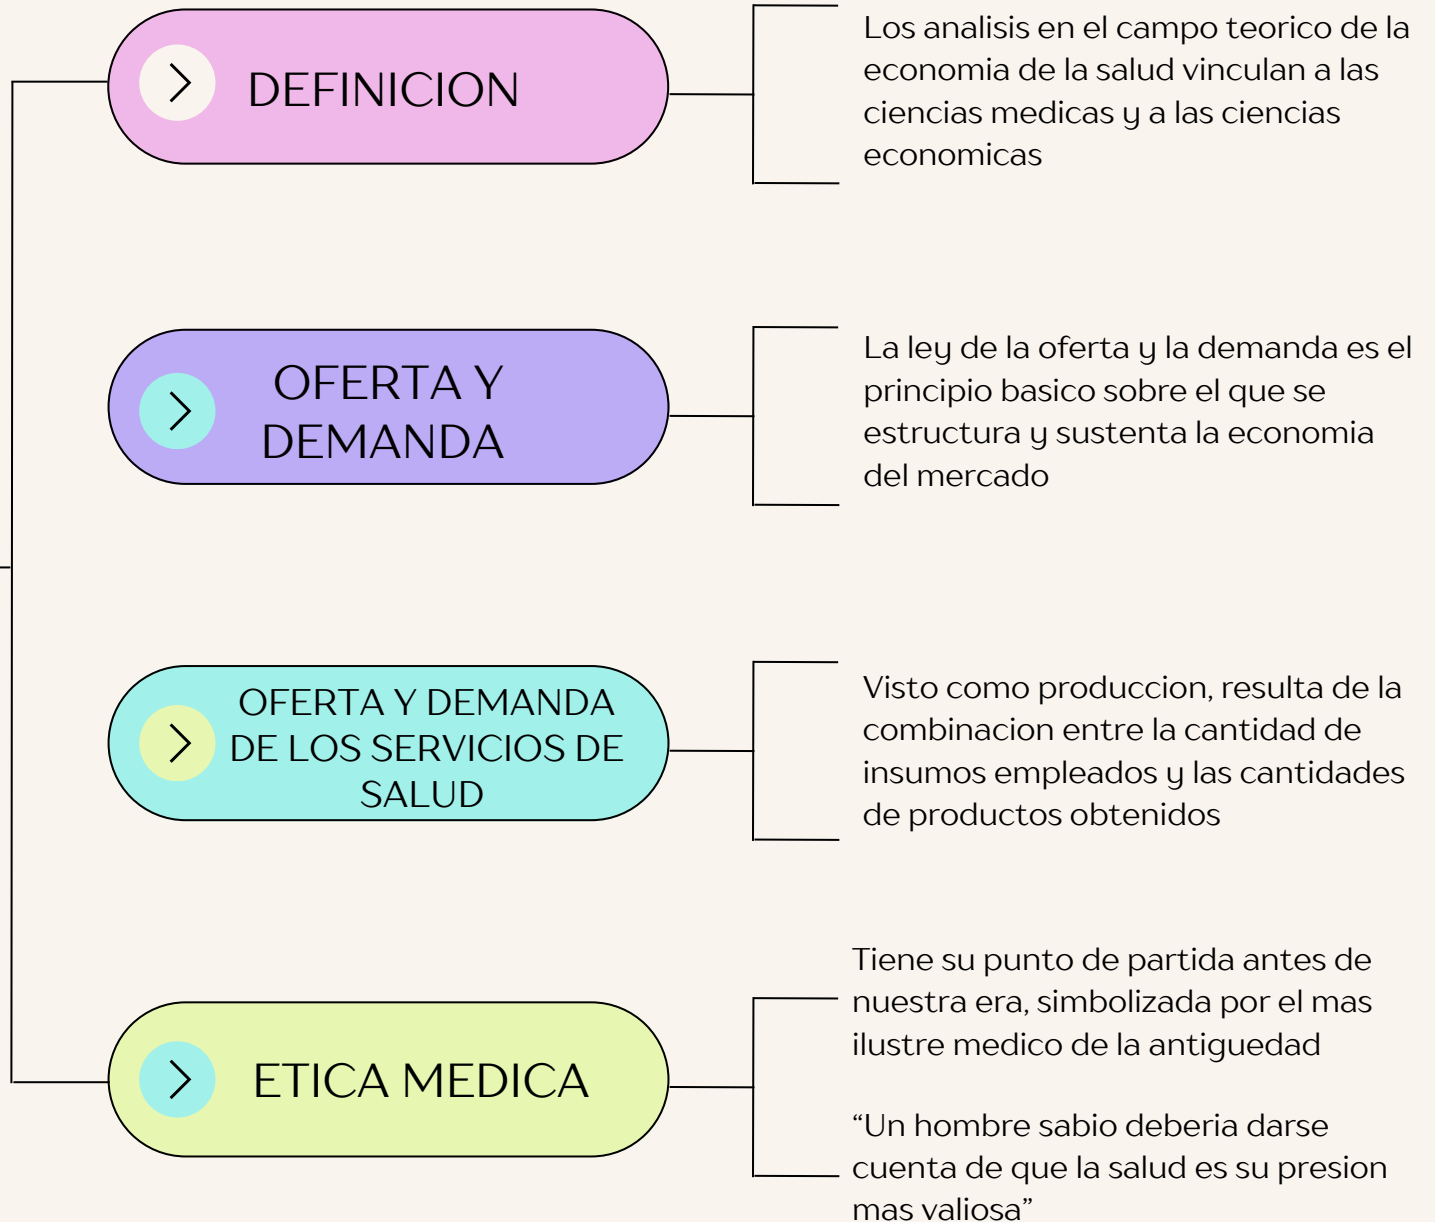 DEFINICION
Los analisis en el campo teorico de la
economia de la salud vinculan a las
ciencias medicas y a las ciencias
economicas
OFERTA Y
DEMANDA
La ley de la oferta y la demanda es el
principio basico sobre el que se
estructura y sustenta la economia
del mercado
OFERTA Y DEMANDA
DE LOS SERVICIOS DE
SALUD
Visto como produccion, resulta de la
combinacion entre la cantidad de
insumos empleados y las cantidades
de productos obtenidos
ETICA MEDICA
Tiene su punto de partida antes de
nuestra era, simbolizada por el mas
ilustre medico de la antiguedad
“Un hombre sabio deberia darse
cuenta de que la salud es su presion
mas valiosa”